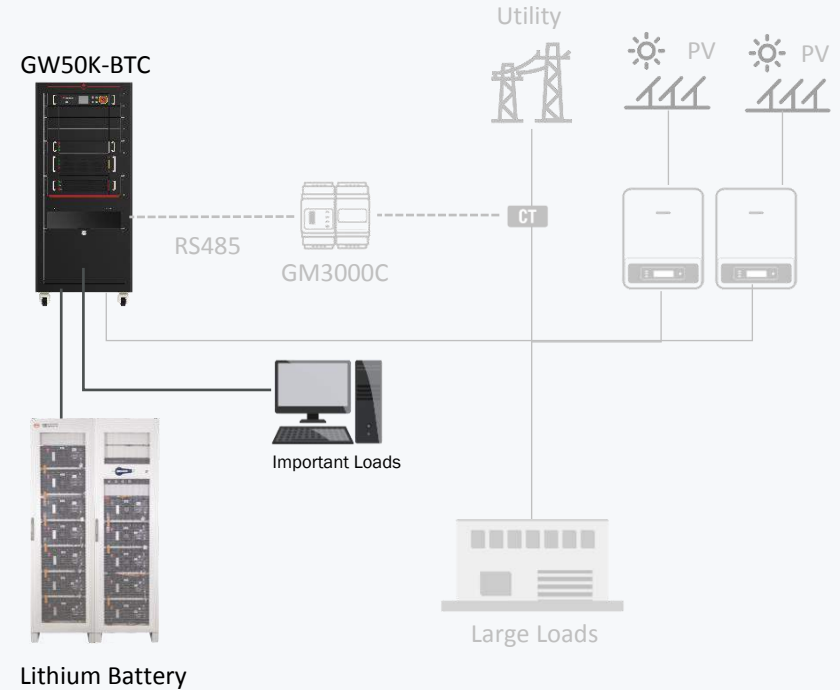 Utility
GW50K-BTC
PV
PV
CT
RS485
GM3000C
Important Loads
Large Loads
Lithium Battery